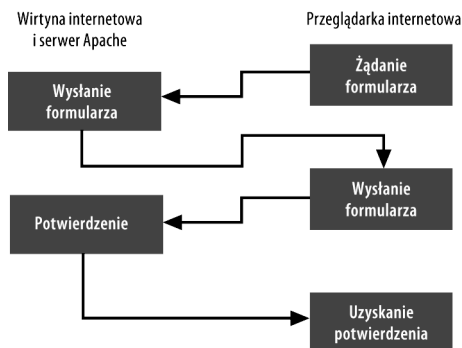 Wirtyna internetowa
i serwer Apache
Przeglądarka internetowa
Żądanie
formularza
Wysłanie
formularza
Wysłanie
formularza
Potwierdzenie
Uzyskanie
potwierdzenia